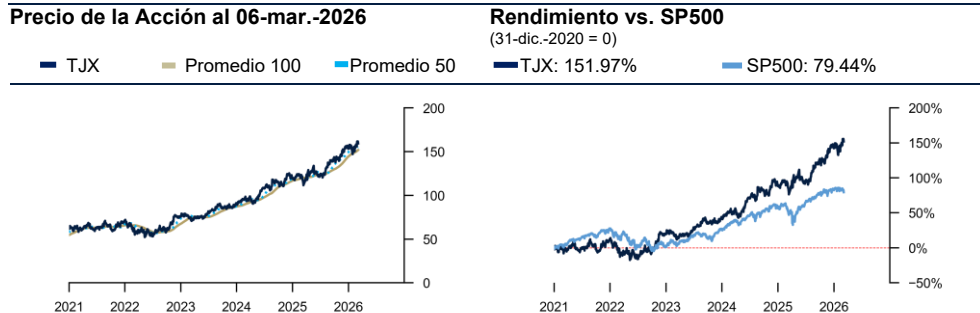 Precio de la Acción al 06-mar.-2026
TJX
Promedio 100
Promedio 50
200
150
100
50
0
2021 2022 2023 2024 2025 2026
Rendimiento vs. SP500
(31-dic.-2020 = 0)
TJX: 151.97%
SP500: 79.44%
200%
150%
100%
50%
0%
−50%
2021 2022 2023 2024 2025 2026